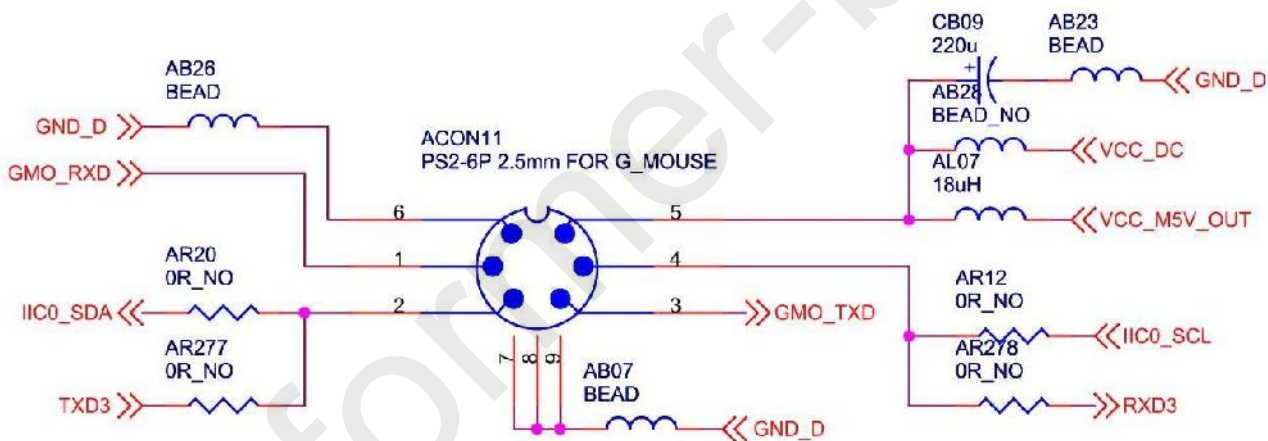 CB09
220u
+
AB23
BEAD
GND_D
AB26
BEAD
GND_D
GMO_RXD
ACON11
PS2-6P 2.5mm FOR G_MOUSE
AB28
BEAD_NO
VCC_DC
AL07
18uH
VCC_M5V_OUT
6
5
1
4
AR20
0R_NO
IIC0_SDA
2
3
GMO_TXD
AR12
0R_NO
IIC0_SCL
AR277
0R_NO
TXD3
7
8
9
AB07
BEAD
GND_D
AR278
0R_NO
RXD3